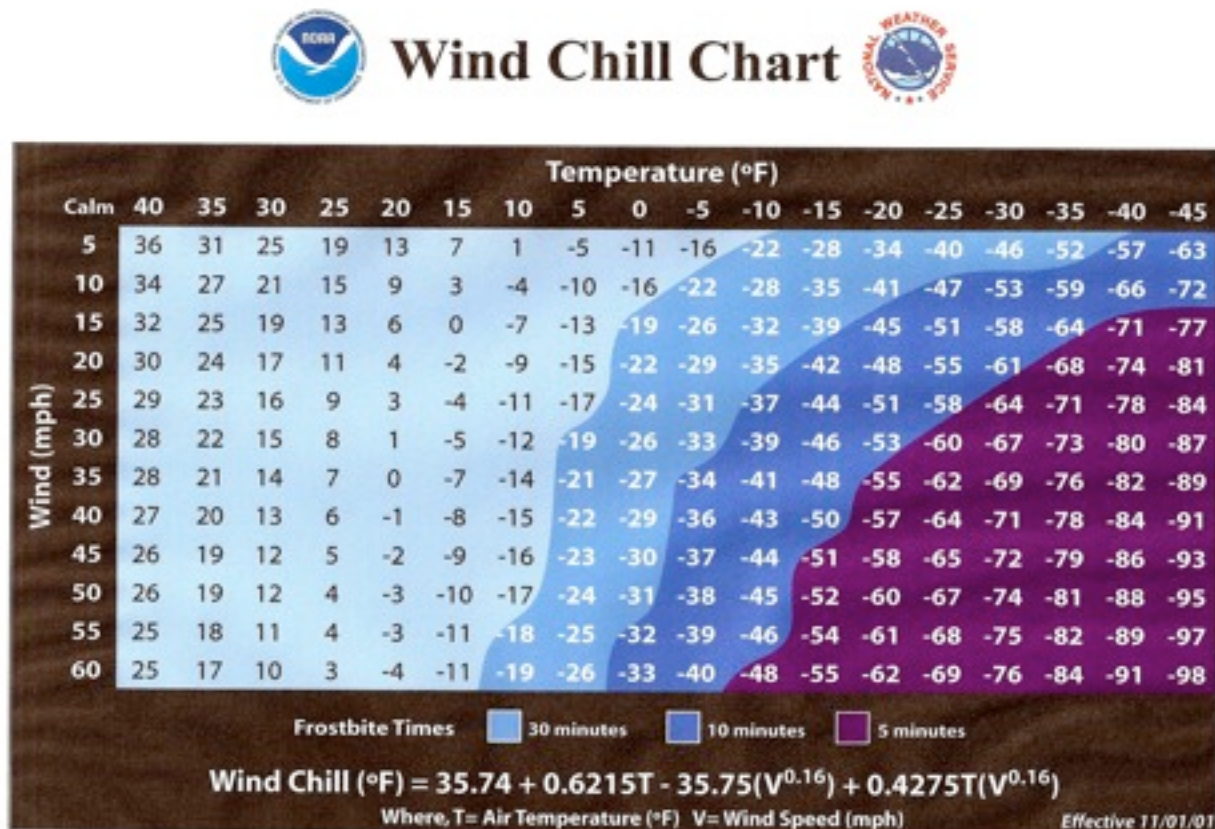 NOAA
Wind Chill Chart
NATIONAL WEATHER SERVICE
Temperature (ºF)
Calm 40 35 30 25 20 15 10 5 0 -5 -10 -15 -20 -25 -30 -35 -40 -45
Wind (mph)
5 36 31 25 19 13 7 1 -5 -11 -16 -22 -28 -34 -40 -46 -52 -57 -63
10 34 27 21 15 9 3 -4 -10 -16 -22 -28 -35 -41 -47 -53 -59 -66 -72
15 32 25 19 13 6 0 -7 -13 -19 -26 -32 -39 -45 -51 -58 -64 -71 -77
20 30 24 17 11 4 -2 -9 -15 -22 -29 -35 -42 -48 -55 -61 -68 -74 -81
25 29 23 16 9 3 -4 -11 -17 -24 -31 -37 -44 -51 -58 -64 -71 -78 -84
30 28 22 15 8 1 -5 -12 -19 -26 -33 -39 -46 -53 -60 -67 -73 -80 -87
35 28 21 14 7 0 -7 -14 -21 -27 -34 -41 -48 -55 -62 -69 -76 -82 -89
40 27 20 13 6 -1 -8 -15 -22 -29 -36 -43 -50 -57 -64 -71 -78 -84 -91
45 26 19 12 5 -2 -9 -16 -23 -30 -37 -44 -51 -58 -65 -72 -79 -86 -93
50 26 19 12 4 -3 -10 -17 -24 -31 -38 -45 -52 -60 -67 -74 -81 -88 -95
55 25 18 11 4 -3 -11 -18 -25 -32 -39 -46 -54 -61 -68 -75 -82 -89 -97
60 25 17 10 3 -4 -11 -19 -26 -33 -40 -48 -55 -62 -69 -76 -84 -91 -98
Frostbite Times 30 minutes 10 minutes 5 minutes
Wind Chill (ºF) = 35.74 + 0.6215T - 35.75(V^0.16) + 0.4275T(V^0.16)
Where, T= Air Temperature (ºF) V= Wind Speed (mph)
Effective 11/01/01